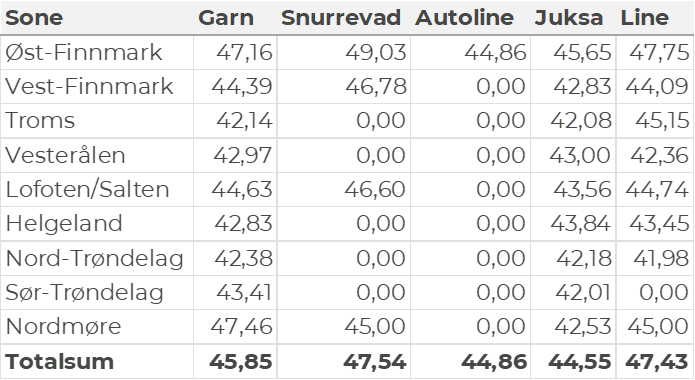 Sone Garn Snurrevad Autoline Juksa Line
Øst-Finnmark 47,16 49,03 44,86 45,65 47,75
Vest-Finnmark 44,39 46,78 0,00 42,83 44,09
Troms 42,14 0,00 0,00 42,08 45,15
Vesterålen 42,97 0,00 0,00 43,00 42,36
Lofoten/Salten 44,63 46,60 0,00 43,56 44,74
Helgeland 42,83 0,00 0,00 43,84 43,45
Nord-Trøndelag 42,38 0,00 0,00 42,18 41,98
Sør-Trøndelag 43,41 0,00 0,00 42,01 0,00
Nordmøre 47,46 45,00 0,00 42,53 45,00
Totalsum 45,85 47,54 44,86 44,55 47,43